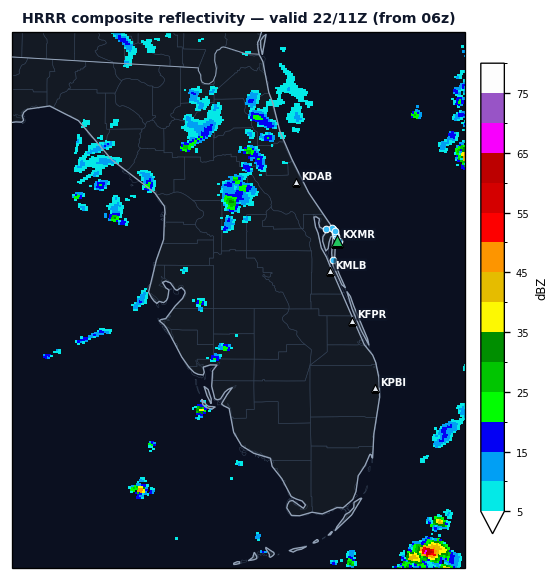 HRRR composite reflectivity — valid 22/11Z (from 06z)
KDAB
KXMR
KMLB
KFPR
KPBI
75
65
55
45
35
25
15
5
dBZ